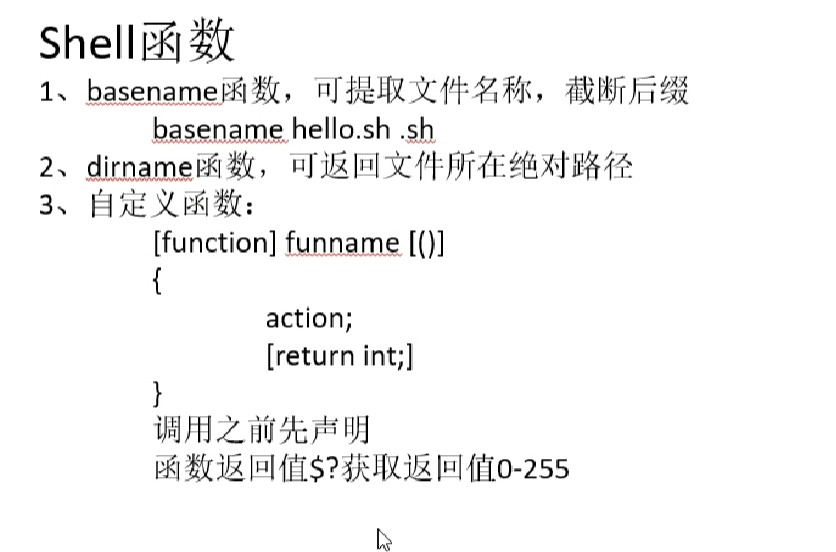 Shell函数
1、basename函数，可提取文件名称，截断后缀
basename hello.sh .sh
2、dirname函数，可返回文件所在绝对路径
3、自定义函数：
[function] funname [()]
{
action;
[return int;]
}
调用之前先声明
函数返回值$?获取返回值0-255